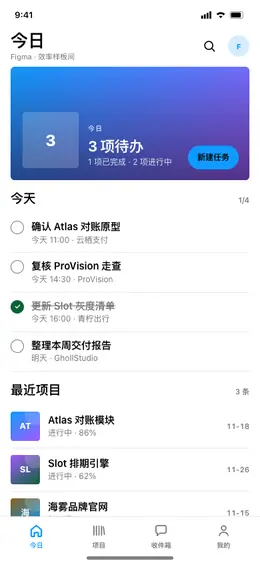 9:41
今日
Figma · 效率样板间
F
3
今日
3 项待办
1 项已完成 · 2 项进行中
新建任务
今天
1/4
确认 Atlas 对账原型
今天 11:00 · 云栖支付
复核 ProVision 走查
今天 14:30 · ProVision
更新 Slot 灰度清单
今天 16:00 · 青柠出行
整理本周交付报告
明天 · GhollStudio
最近项目
3 条
AT
Atlas 对账模块
进行中 · 86%
11-18
SL
Slot 排期引擎
进行中 · 62%
11-26
海
海雾品牌官网
11-15
今日
项目
收件箱
我的